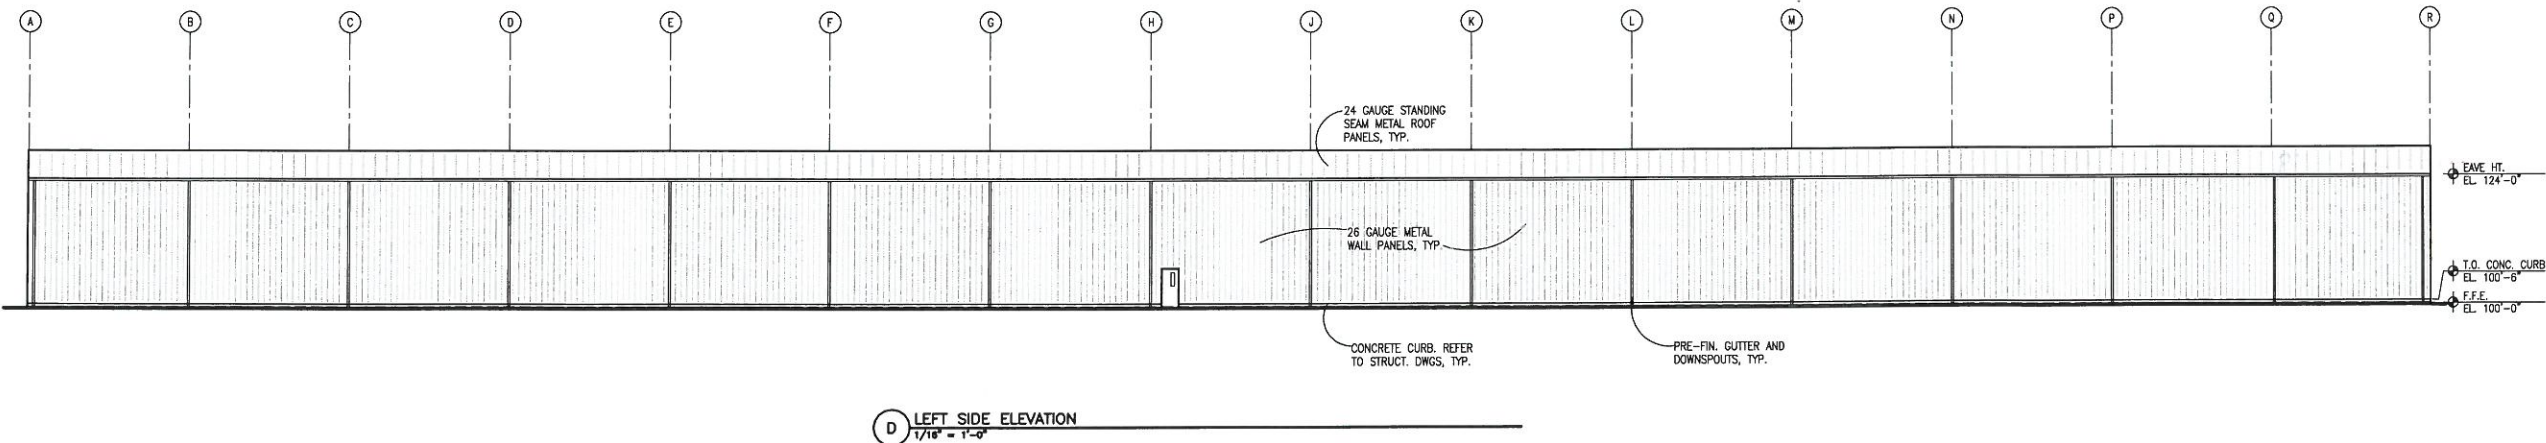 A B C D E F G H J K L M N P Q R
24 GAUGE STANDING
SEAM METAL ROOF
PANELS, TYP.
EAVE HT.
EL. 124'-0"
26 GAUGE METAL
WALL PANELS, TYP.
T.O. CONC. CURB
EL. 100'-6"
F.F.E.
EL. 100'-0"
CONCRETE CURB. REFER
TO STRUCT. DWGS, TYP.
PRE-FIN. GUTTER AND
DOWNSPOUTS, TYP.
D LEFT SIDE ELEVATION
1/16" = 1'-0"